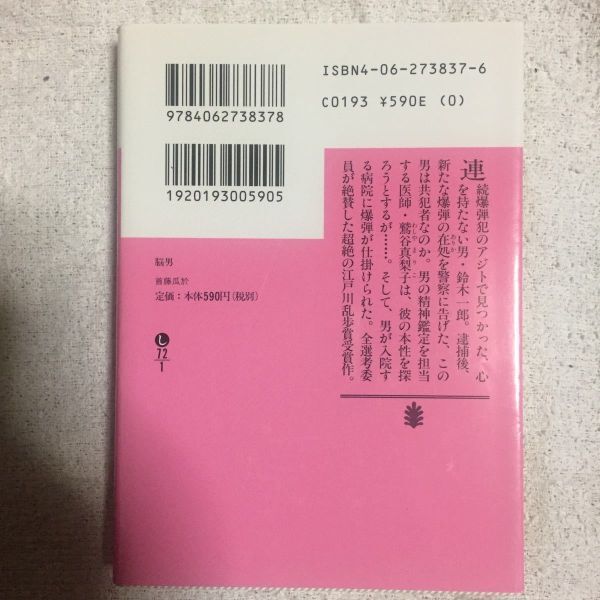 ISBN4-06-273837-6
C0193 ¥590E (0)
9784062738378
1920193005905
連続爆弾犯のアジトで見つかった、心
を持たない男・鈴木一郎。逮捕後、
新たな爆弾の在処を警察に告げた、この
男は共犯者なのか。男の精神鑑定を担当
する医師・鷲谷真梨子は、彼の本性を探
ろうとするが……。そして、男が入院す
る病院に爆弾が仕掛けられた。全選考委
員が絶賛した超絶の江戸川乱歩賞受賞作。
脳男
首藤瓜於
定価：本体590円(税別)
し
72
1